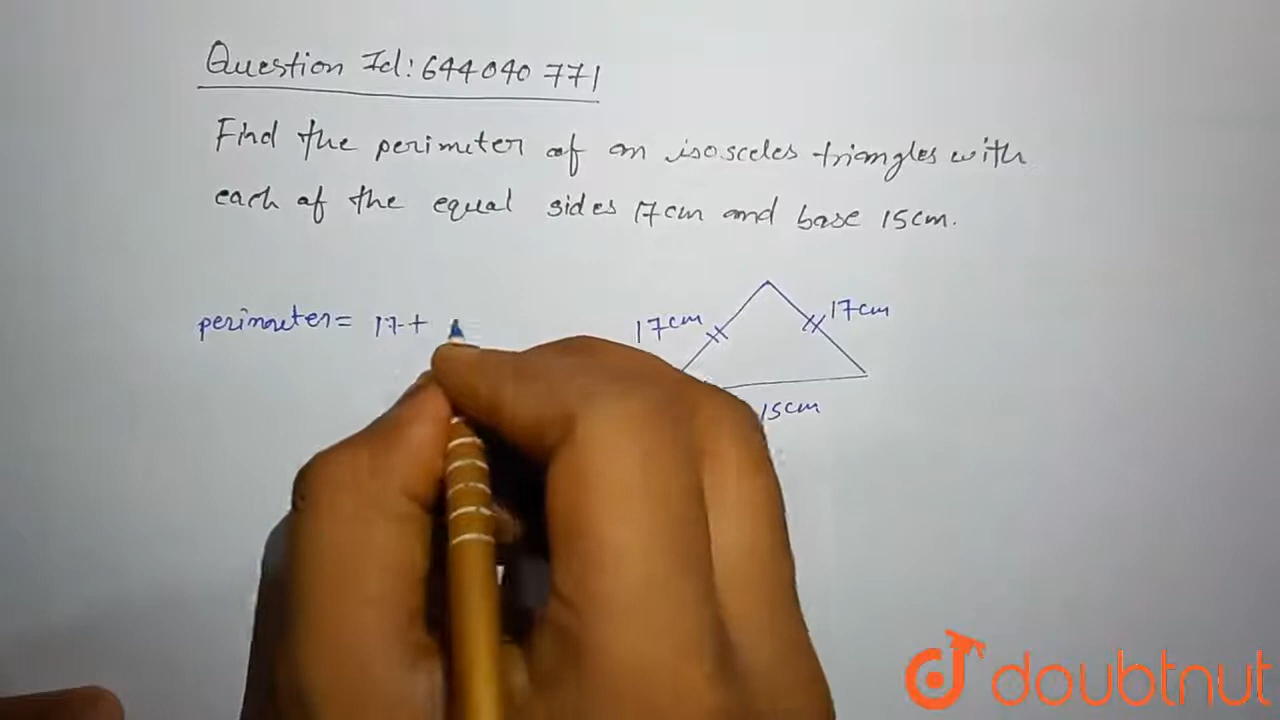 Question Id: 644040771
Find the perimeter of an isosceles triangles with
each of the equal sides 17cm and base 15cm.
perimeter = 17+
17cm
17cm
15cm
doubtnut